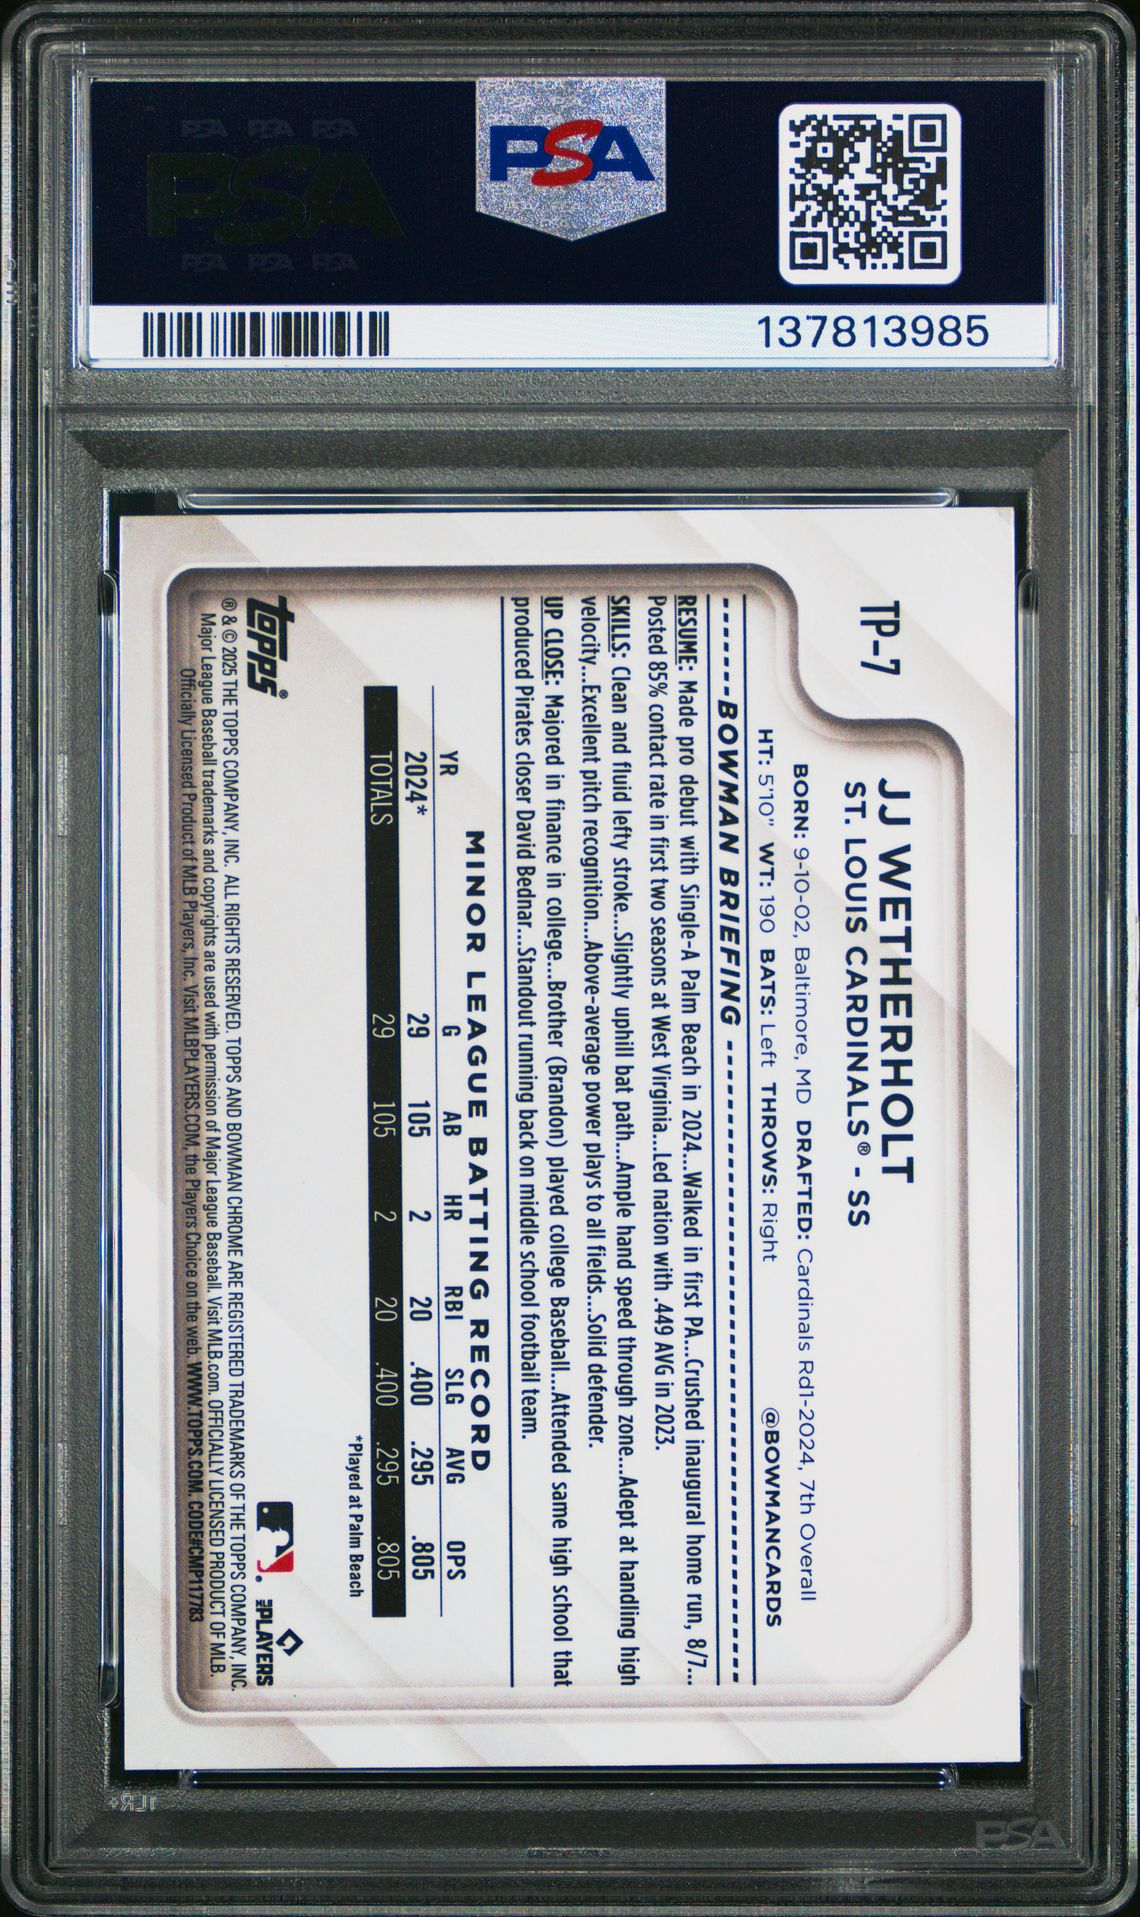 PSA PSA PSA
PSA
PSA PSA PSA
PSA
137813985
TP-7
JJ WETHERHOLT
ST. LOUIS CARDINALS® - SS
BORN: 9-10-02, Baltimore, MD DRAFTED: Cardinals Rd1-2024, 7th Overall
HT: 5'10" WT: 190 BATS: Left THROWS: Right @BOWMANCARDS
BOWMAN BRIEFING
RESUME: Made pro debut with Single-A Palm Beach in 2024...Walked in first PA...Crushed inaugural home run, 8/7...
Posted 85% contact rate in first two seasons at West Virginia...Led nation with .449 AVG in 2023.
SKILLS: Clean and fluid lefty stroke...Slightly uphill bat path...Ample hand speed through zone...Adept at handling high
velocity...Excellent pitch recognition...Above-average power plays to all fields...Solid defender.
UP CLOSE: Majored in finance in college...Brother (Brandon) played college Baseball...Attended same high school that
produced Pirates closer David Bednar...Standout running back on middle school football team.
MINOR LEAGUE BATTING RECORD
YR G AB HR RBI SLG AVG OPS
2024* 29 105 2 20 .400 .295 .805
TOTALS 29 105 2 20 .400 .295 .805
*Played at Palm Beach
topps®
PLAYERS
® & © 2025 THE TOPPS COMPANY, INC. ALL RIGHTS RESERVED. TOPPS AND BOWMAN CHROME ARE REGISTERED TRADEMARKS OF THE TOPPS COMPANY, INC.
Major League Baseball trademarks and copyrights are used with permission of Major League Baseball. Visit MLB.com. OFFICIALLY LICENSED PRODUCT OF MLB.
Officially Licensed Product of MLB Players, Inc. Visit MLBPLAYERS.COM, the Players Choice on the web. WWW.TOPPS.COM. CODE#CMP117783
PSA